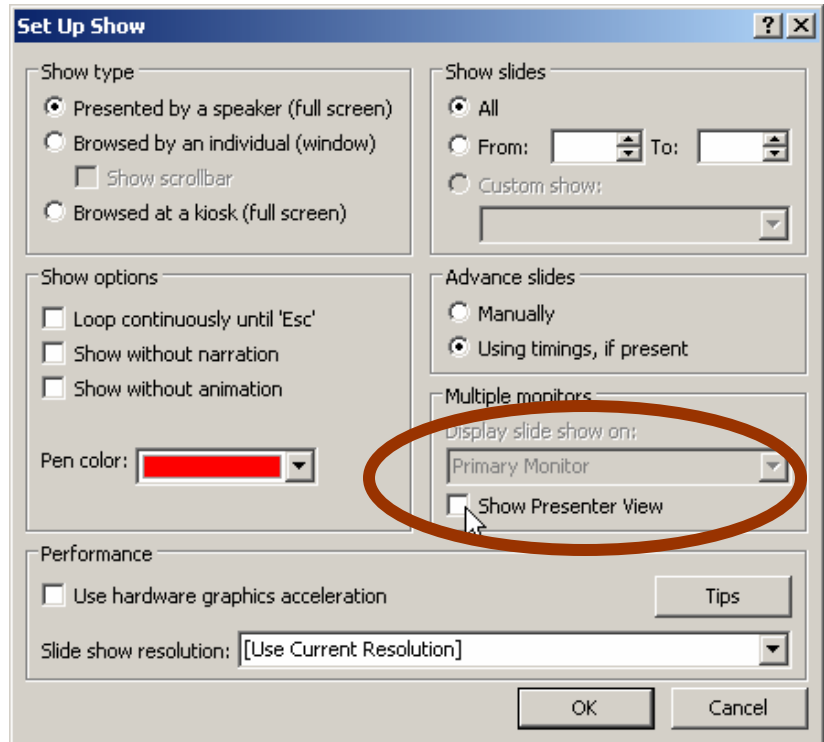 Set Up Show
Show type
Presented by a speaker (full screen)
Browsed by an individual (window)
Show scrollbar
Browsed at a kiosk (full screen)
Show slides
All
From: To:
Custom show:
Show options
Loop continuously until 'Esc'
Show without narration
Show without animation
Pen color:
Advance slides
Manually
Using timings, if present
Multiple monitors
Display slide show on:
Primary Monitor
Show Presenter View
Performance
Use hardware graphics acceleration
Tips
Slide show resolution: [Use Current Resolution]
OK Cancel